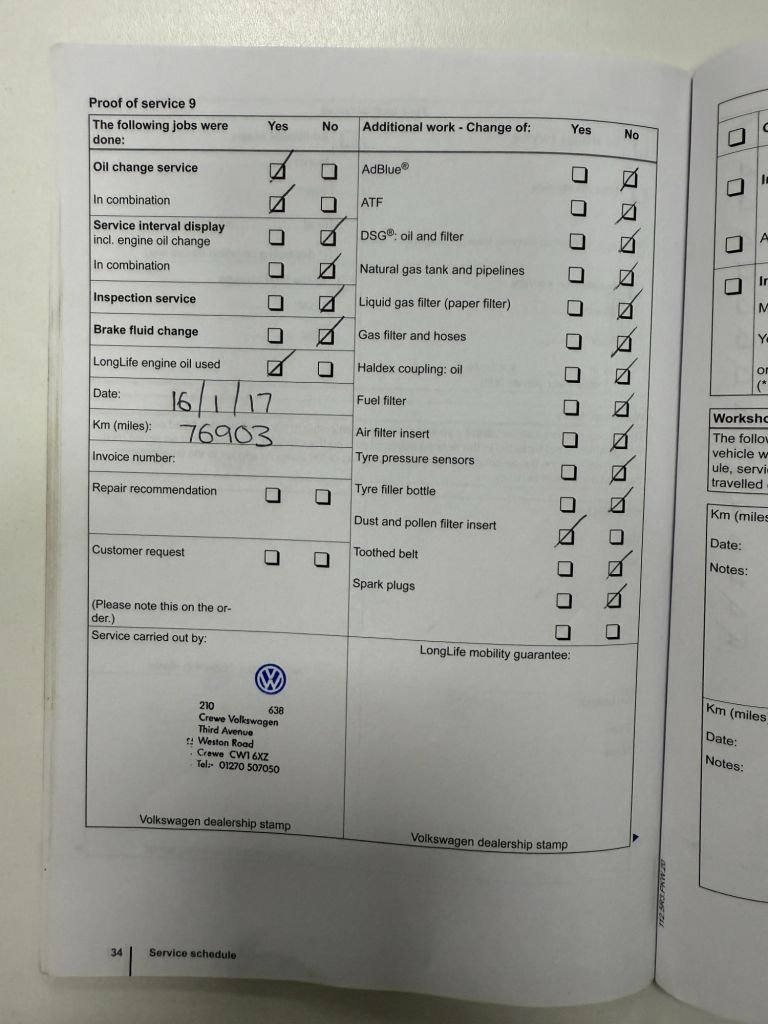 Proof of service 9
The following jobs were
done:
Yes No
Oil change service
In combination
Service interval display
incl. engine oil change
In combination
Inspection service
Brake fluid change
LongLife engine oil used
Date: 16/1/17
Km (miles): 76903
Invoice number:
Repair recommendation
Customer request
(Please note this on the or-
der.)
Service carried out by:
210 638
Crewe Volkswagen
Third Avenue
Weston Road
Crewe CW1 6XZ
Tel:- 01270 507050
Volkswagen dealership stamp
Additional work - Change of: Yes No
AdBlue®
ATF
DSG®: oil and filter
Natural gas tank and pipelines
Liquid gas filter (paper filter)
Gas filter and hoses
Haldex coupling: oil
Fuel filter
Air filter insert
Tyre pressure sensors
Tyre filler bottle
Dust and pollen filter insert
Toothed belt
Spark plugs
LongLife mobility guarantee:
Volkswagen dealership stamp
34 Service schedule
The follow
vehicle w
ule, servi
travelled
Km (miles
Date:
Notes:
Km (miles
Date:
Notes: